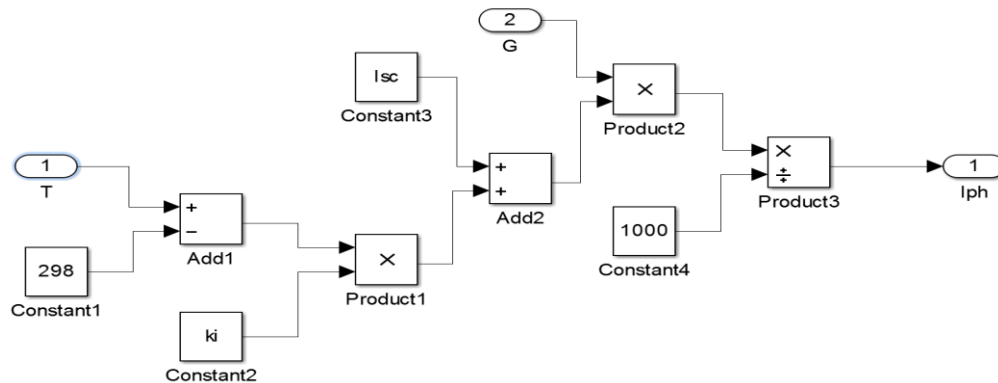 2
G
Isc
Constant3
×
Product2
1
T
+
−
Add1
+
+
Add2
×
÷
Product3
1
Iph
298
Constant1
×
Product1
1000
Constant4
ki
Constant2